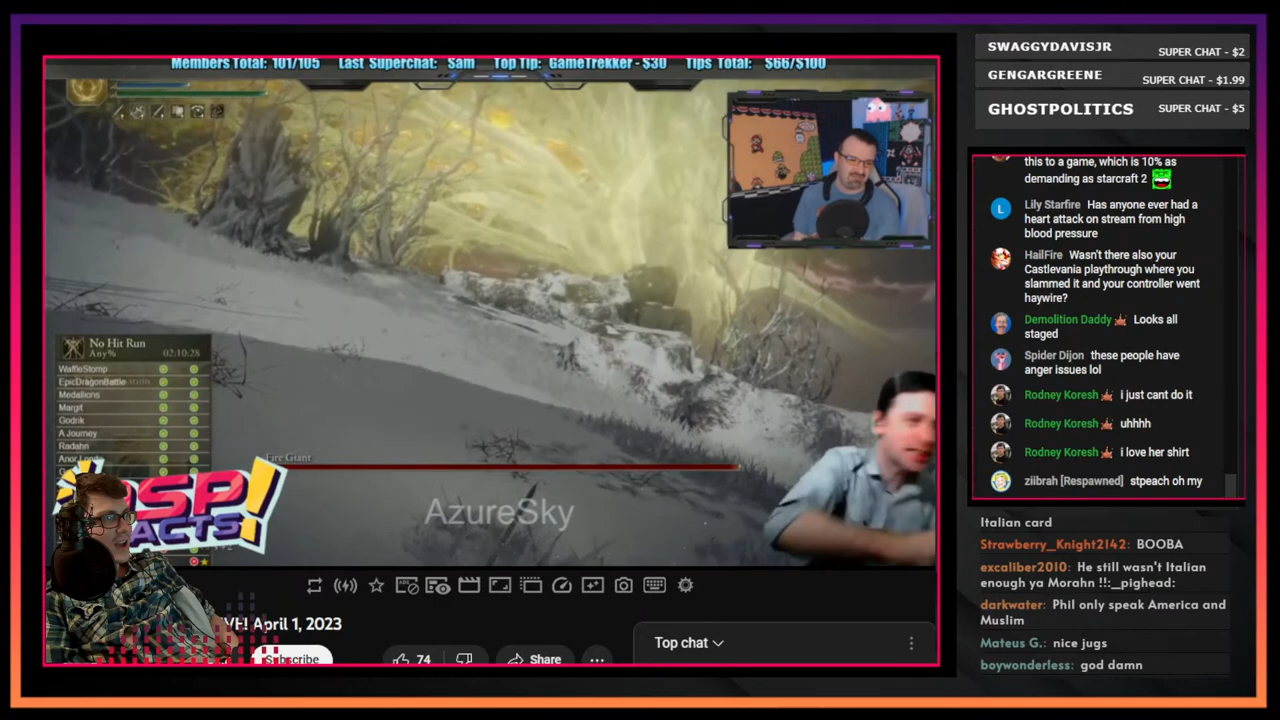 Members Total: 101/105 Last Superchat: Sam Top Tip: GameTrekker - $30 Tips Total: $66/$100
No Hit Run
Any% 02:10:28
WaffleStomp
EpicDragonBattle
Medallions
Margit
Godrik
A Journey
Radahn
Fire Giant
DSP
REACTS!
AzureSky
April 1, 2023
Subscribe
74
Share
Top chat
SWAGGYDAVISJR SUPER CHAT - $2
GENGARGREENE SUPER CHAT - $1.99
GHOSTPOLITICS SUPER CHAT - $5
this to a game, which is 10% as
demanding as starcraft 2
L Lily Starfire Has anyone ever had a
heart attack on stream from high
blood pressure
HailFire Wasn't there also your
Castlevania playthrough where you
slammed it and your controller went
haywire?
Demolition Daddy Looks all
staged
Spider Dijon these people have
anger issues lol
Rodney Koresh i just cant do it
Rodney Koresh uhhhh
Rodney Koresh i love her shirt
ziibrah [Respawned] stpeach oh my
Italian card
Strawberry_Knight2142: BOOBA
excaliber2010: He still wasn't Italian
enough ya Morahn !!:_pighead:
darkwater: Phil only speak America and
Muslim
Mateus G.: nice jugs
boywonderless: god damn